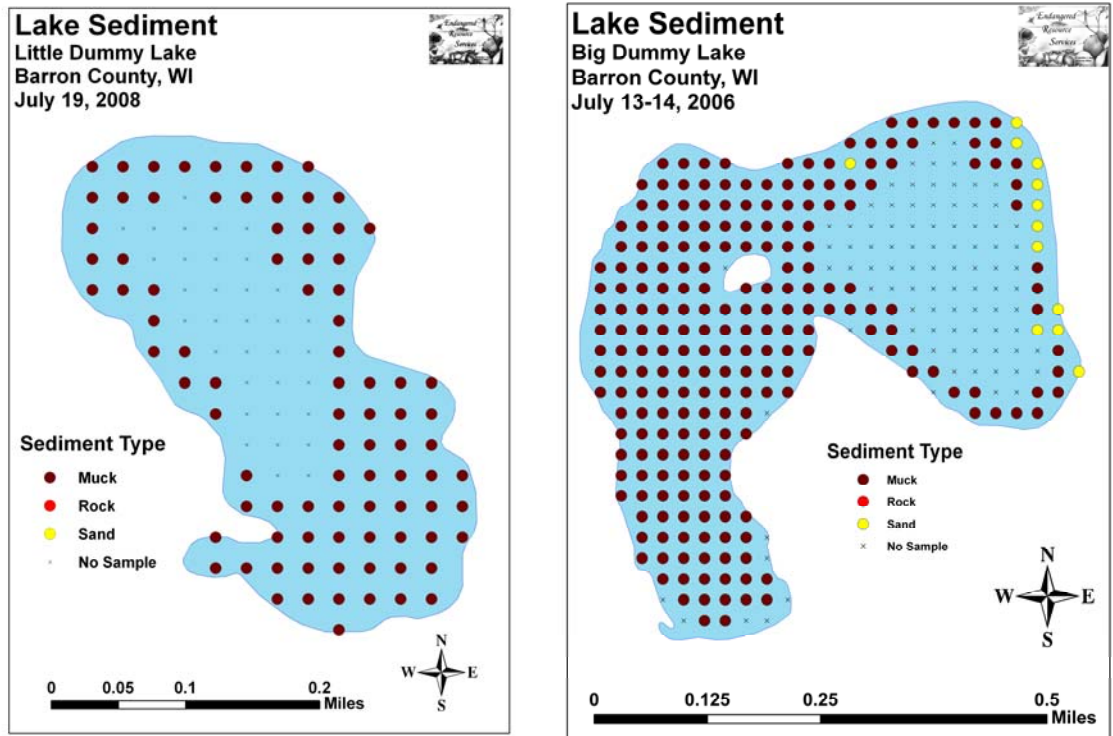 Lake Sediment
Little Dummy Lake
Barron County, WI
July 19, 2008
Endangered
Resource
Services
Sediment Type
Muck
Rock
Sand
No Sample
N
W E
S
0 0.05 0.1 0.2
Miles
Lake Sediment
Big Dummy Lake
Barron County, WI
July 13-14, 2006
Endangered
Resource
Services
Sediment Type
Muck
Rock
Sand
No Sample
N
W E
S
0 0.125 0.25 0.5
Miles